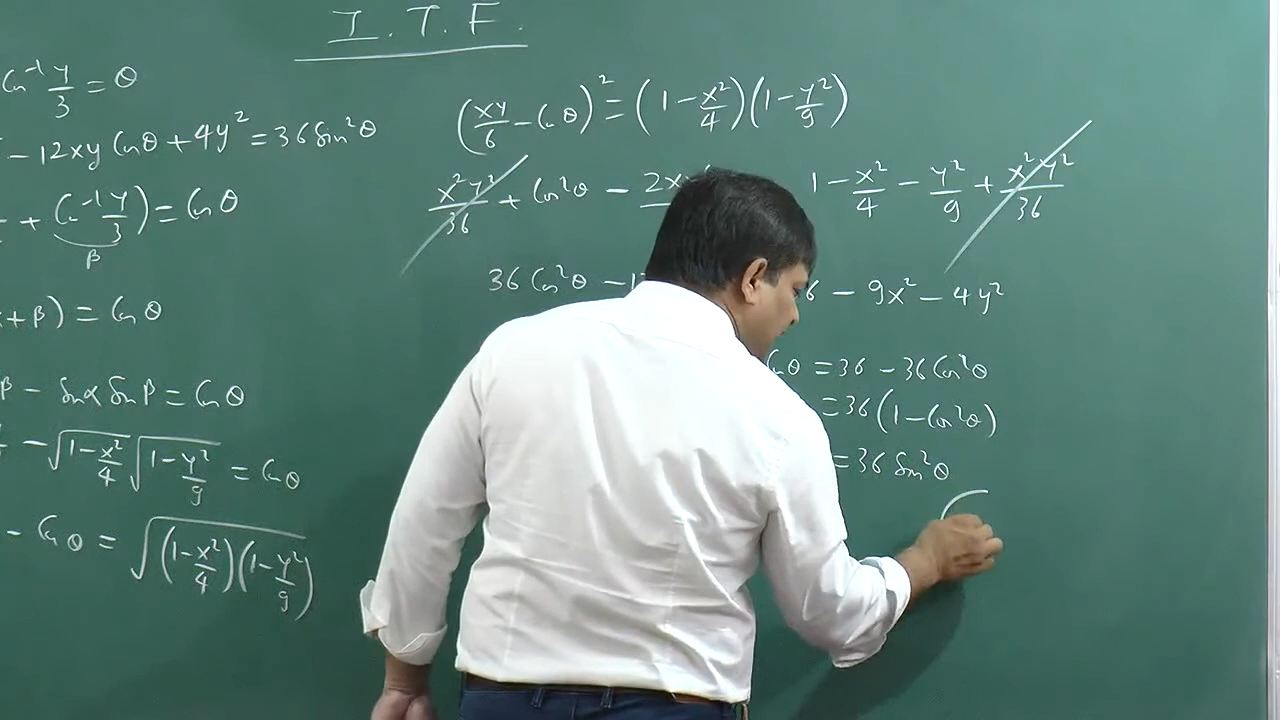 I. T. F.
Cos⁻¹ y/3 = θ
- 12xy Cosθ + 4y² = 36 Sin²θ
+ Cos⁻¹ y/3) = Cosθ
β
+ β) = Cosθ
β - Sinα Sinβ = Cosθ
- √(1-x²/4) √(1-y²/9) = Cosθ
- Cosθ = √((1-x²/4)(1-y²/9))
(xy/6 - Cosθ)² = (1-x²/4)(1-y²/9)
x²y²/36 + Cos²θ - 2xy 1 - x²/4 - y²/9 + x²y²/36
36 Cos²θ - 1 6 - 9x² - 4y²
Cosθ = 36 - 36 Cos²θ
= 36 (1 - Cos²θ)
= 36 Sin²θ